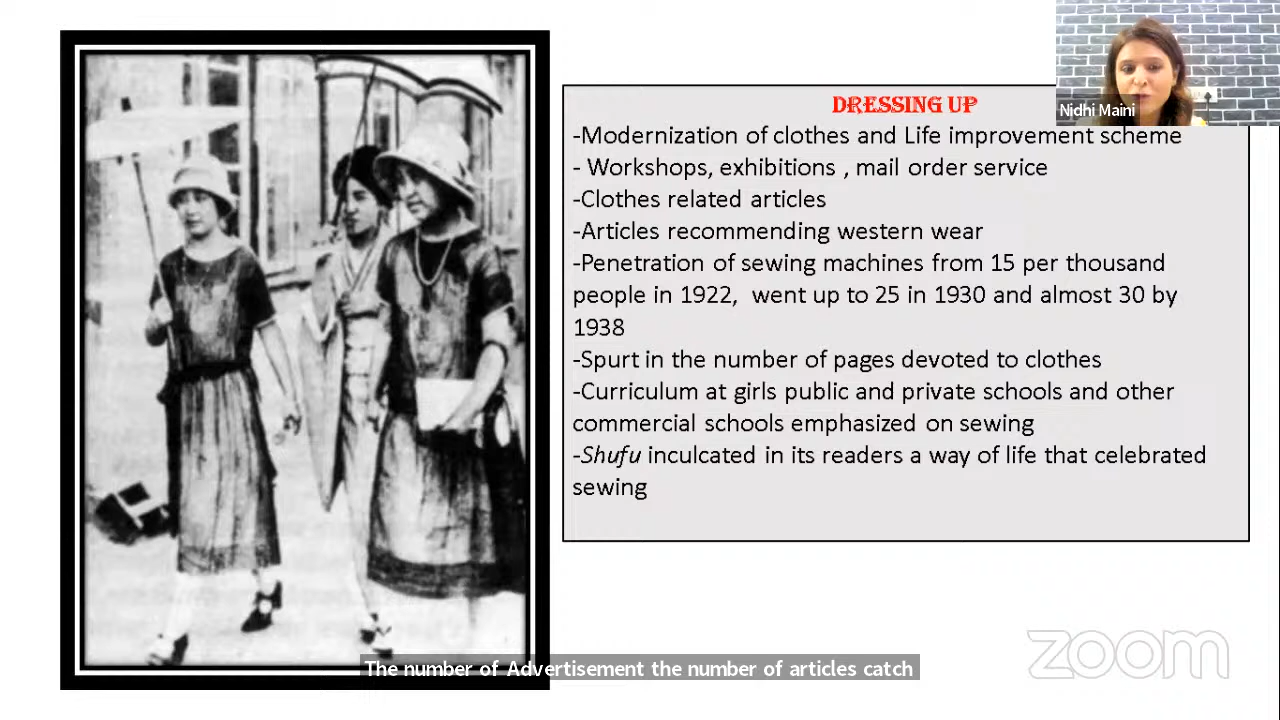 Nidhi Maini
DRESSING UP
-Modernization of clothes and Life improvement scheme
- Workshops, exhibitions , mail order service
-Clothes related articles
-Articles recommending western wear
-Penetration of sewing machines from 15 per thousand
people in 1922, went up to 25 in 1930 and almost 30 by
1938
-Spurt in the number of pages devoted to clothes
-Curriculum at girls public and private schools and other
commercial schools emphasized on sewing
-Shufu inculcated in its readers a way of life that celebrated
sewing
zoom
The number of Advertisement the number of articles catch